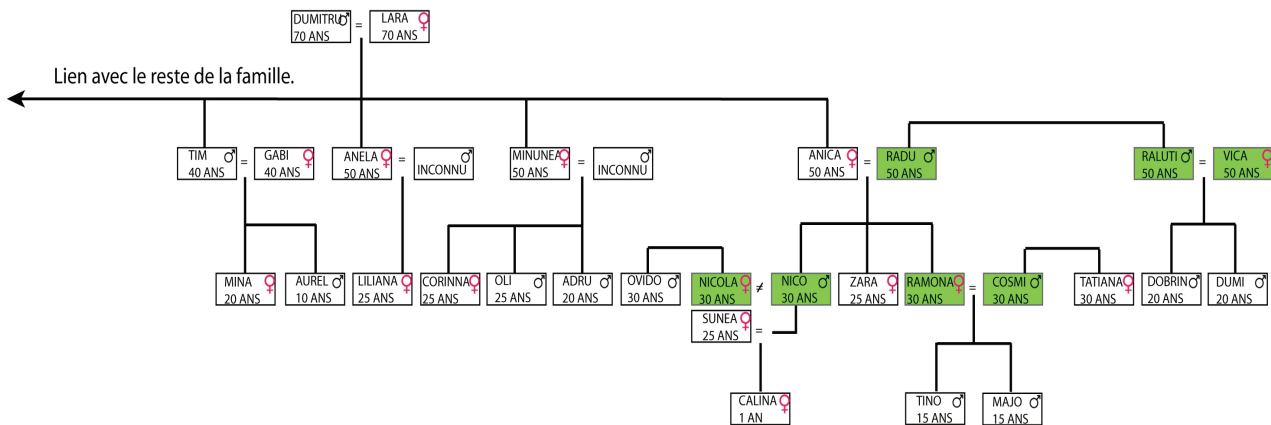 DUMITRU
70 ANS
=
LARA
70 ANS
Lien avec le reste de la famille.
TIM
40 ANS
=
GABI
40 ANS
ANELA
50 ANS
=
INCONNU
MINUNEA
50 ANS
=
INCONNU
ANICA
50 ANS
=
RADU
50 ANS
RALUTI
50 ANS
=
VICA
50 ANS
MINA
20 ANS
AUREL
10 ANS
LILIANA
25 ANS
CORINNA
25 ANS
OLI
25 ANS
ADRU
20 ANS
OVIDO
30 ANS
NICOLA
30 ANS
≠
NICO
30 ANS
ZARA
25 ANS
RAMONA
30 ANS
=
COSMI
30 ANS
TATIANA
30 ANS
DOBRIN
20 ANS
DUMI
20 ANS
SUNEA
25 ANS
=
CALINA
1 AN
TINO
15 ANS
MAJO
15 ANS